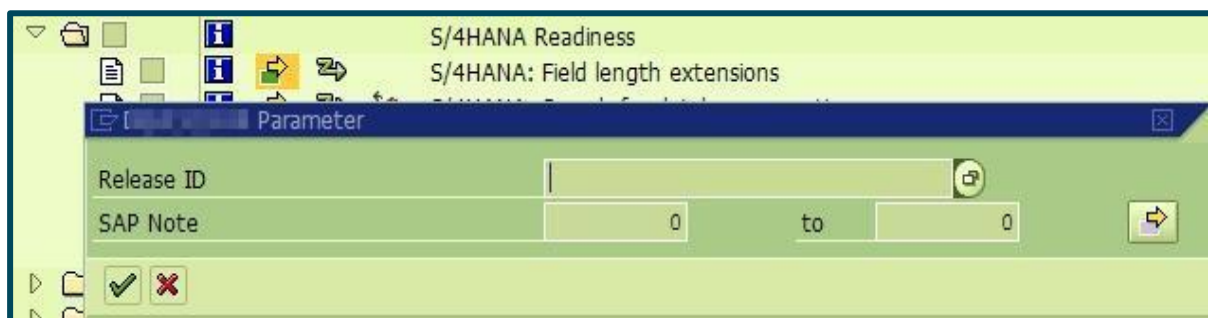 S/4HANA Readiness
S/4HANA: Field length extensions
Parameter
Release ID
SAP Note 0 to 0